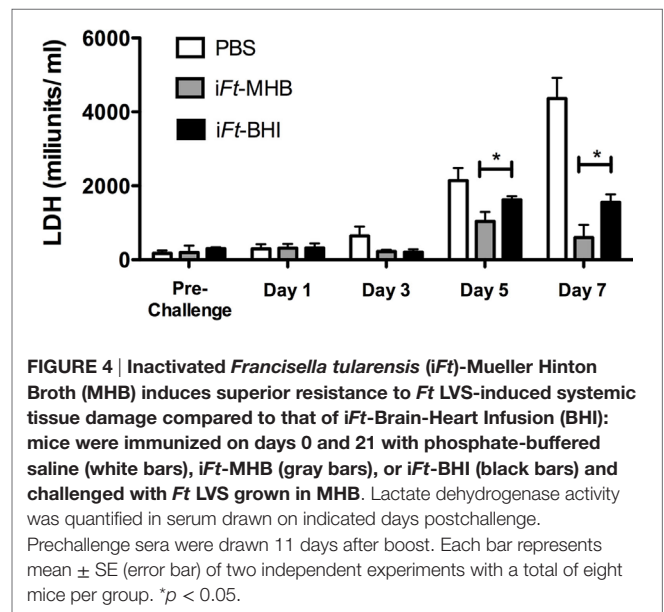 6000
4000
2000
0
LDH (miliunits/ ml)
PBS
iFt-MHB
iFt-BHI
*
*
Pre-
Challenge
Day 1
Day 3
Day 5
Day 7
FIGURE 4 | Inactivated Francisella tularensis (iFt)-Mueller Hinton
Broth (MHB) induces superior resistance to Ft LVS-induced systemic
tissue damage compared to that of iFt-Brain-Heart Infusion (BHI):
mice were immunized on days 0 and 21 with phosphate-buffered
saline (white bars), iFt-MHB (gray bars), or iFt-BHI (black bars) and
challenged with Ft LVS grown in MHB. Lactate dehydrogenase activity
was quantified in serum drawn on indicated days postchallenge.
Prechallenge sera were drawn 11 days after boost. Each bar represents
mean ± SE (error bar) of two independent experiments with a total of eight
mice per group. *p < 0.05.